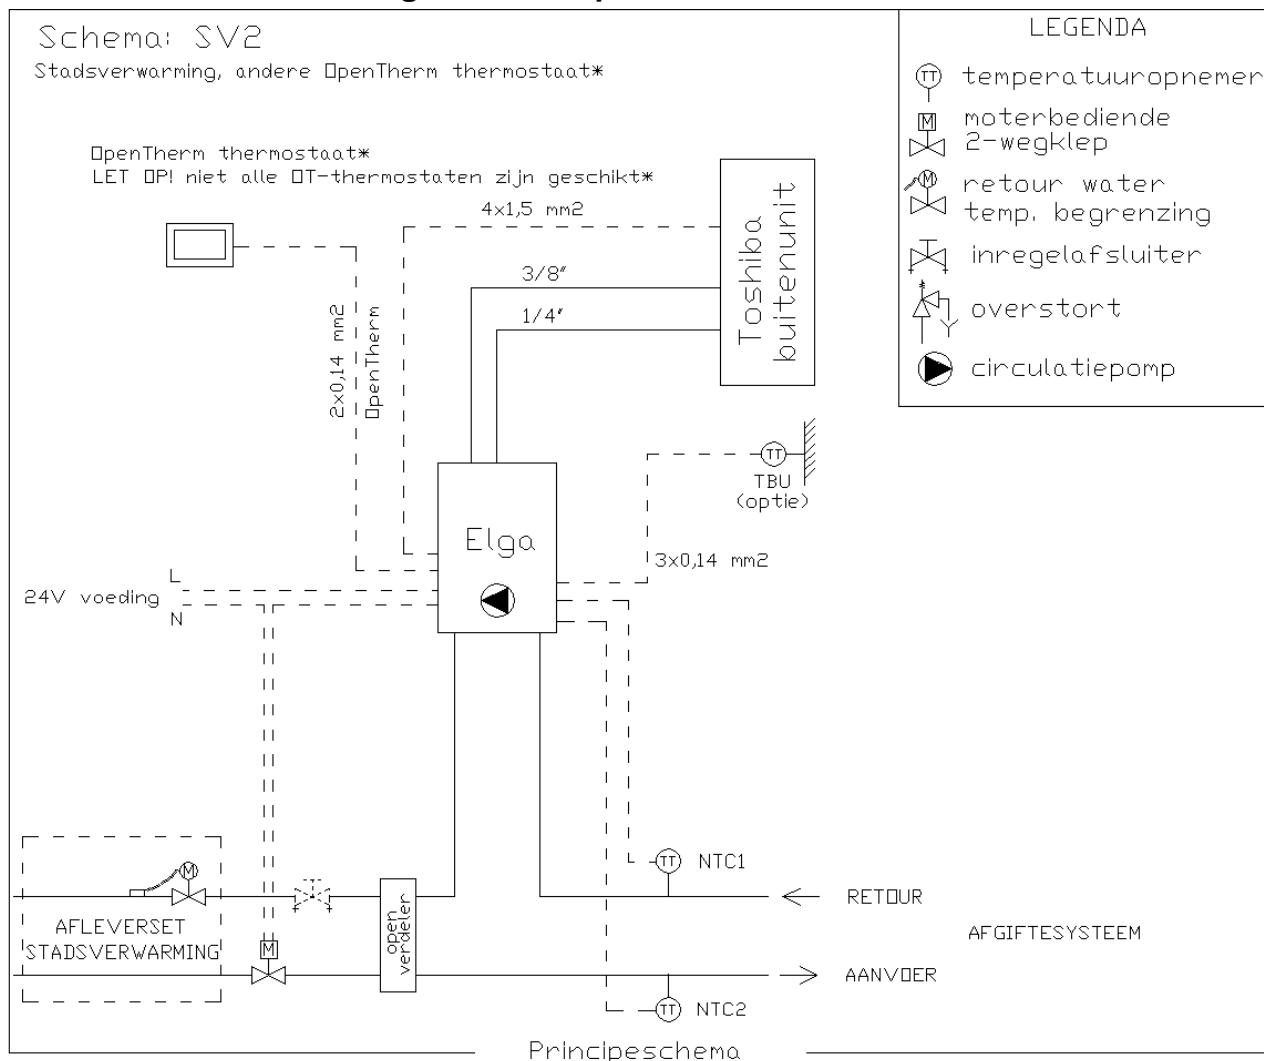 Schema: SV2
Stadsverwarming, andere OpenTherm thermostaat*
OpenTherm thermostaat*
LET OP! niet alle OT-thermostaten zijn geschikt*
4x1,5 mm2
3/8"
1/4"
Toshiba
buitenunit
2x0,14 mm2
OpenTherm
TT
TBU
(optie)
3x0,14 mm2
Elga
L
24V voeding
N
TT NTC1
M
RETOUR
AFLEVERSET
STADSVERWARMING
M
open
verdeler
AFGIFTESYSTEEM
AANVOER
TT NTC2
Principeschema
LEGENDA
TT temperatuuropnemer
M moterbediende
2-wegklep
M retour water
temp. begrenzing
inregelafsluiter
overstort
circulatiepomp